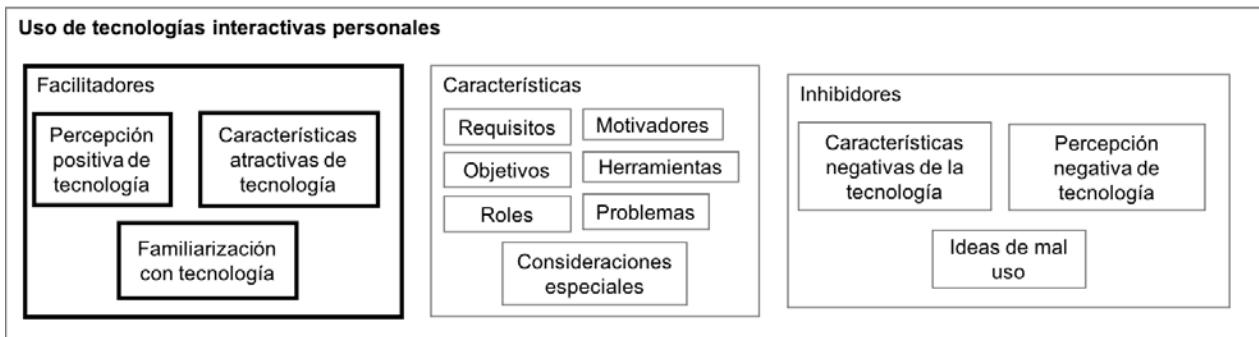 Uso de tecnologías interactivas personales
Facilitadores
Percepción
positiva de
tecnología
Características
atractivas de
tecnología
Familiarización
con tecnología
Características
Requisitos
Motivadores
Objetivos
Herramientas
Roles
Problemas
Consideraciones
especiales
Inhibidores
Características
negativas de la
tecnología
Percepción
negativa de
tecnología
Ideas de mal
uso